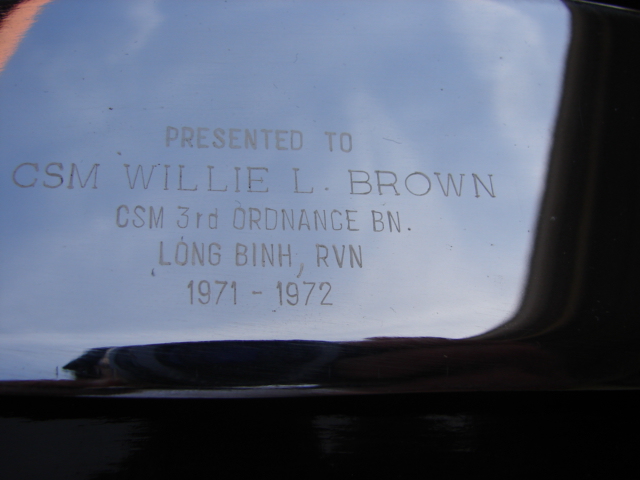 PRESENTED TO
CSM WILLIE L. BROWN
CSM 3rd ORDNANCE BN.
LONG BINH, RVN
1971 - 1972